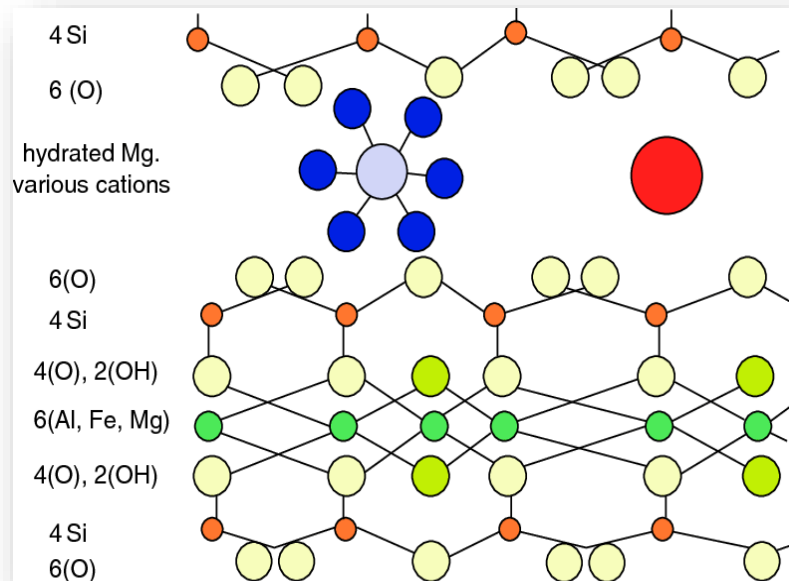 4 Si
6 (O)
hydrated Mg.
various cations
6(O)
4 Si
4(O), 2(OH)
6(Al, Fe, Mg)
4(O), 2(OH)
4 Si
6(O)